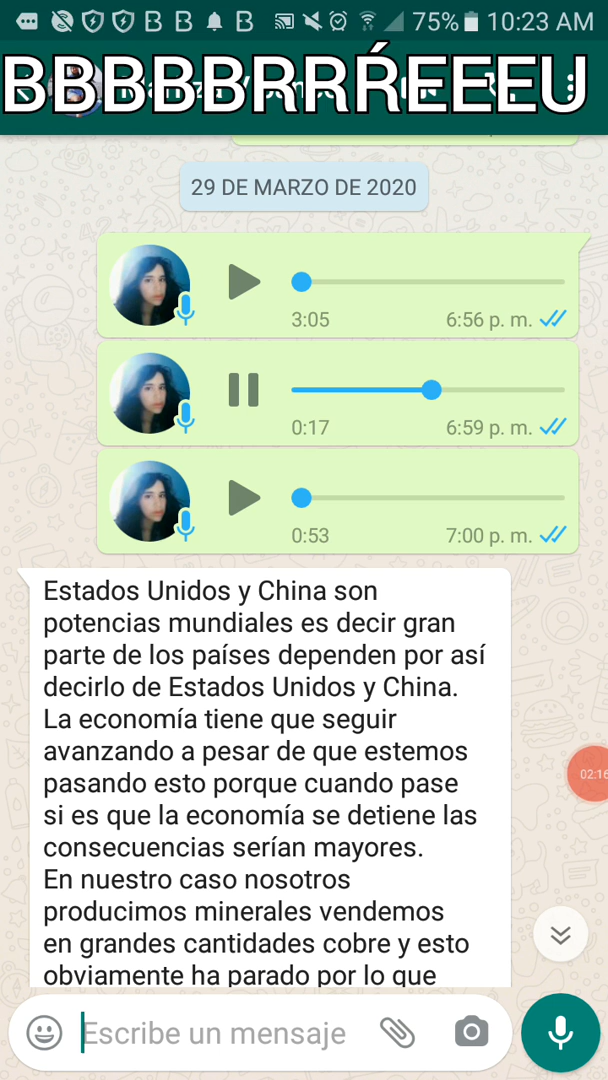 75% 10:23 AM
BBBBBRRŔEEEU
29 DE MARZO DE 2020
3:05 6:56 p. m.
0:17 6:59 p. m.
0:53 7:00 p. m.
Estados Unidos y China son
potencias mundiales es decir gran
parte de los países dependen por así
decirlo de Estados Unidos y China.
La economía tiene que seguir
avanzando a pesar de que estemos
pasando esto porque cuando pase
02:16
si es que la economía se detiene las
consecuencias serían mayores.
En nuestro caso nosotros
producimos minerales vendemos
en grandes cantidades cobre y esto
obviamente ha parado por lo que
Escribe un mensaje